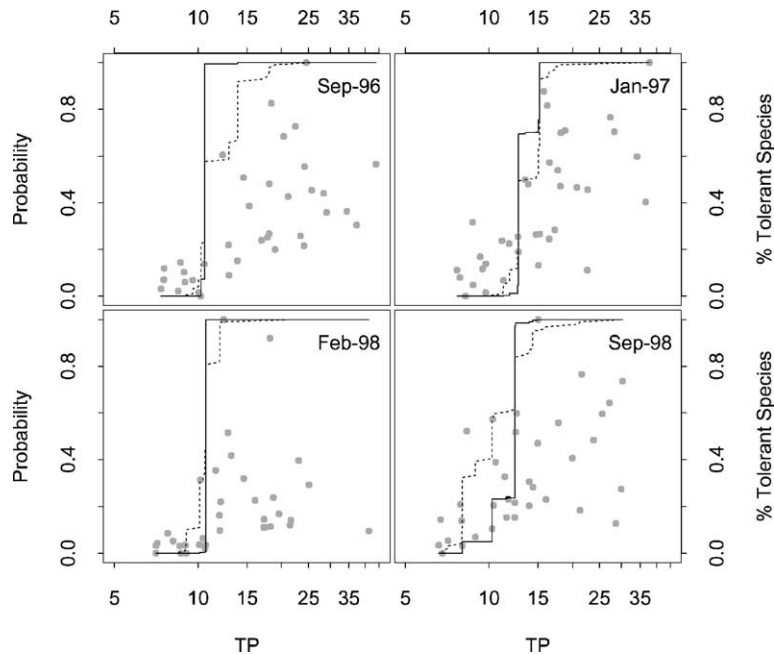 5 10 15 25 35 5 10 15 25 35
Sep-96
Jan-97
Probability
0.0 0.4 0.8
0.0 0.4 0.8
% Tolerant Species
Feb-98
Sep-98
Probability
0.0 0.4 0.8
0.0 0.4 0.8
% Tolerant Species
5 10 15 25 35 5 10 15 25 35
TP TP